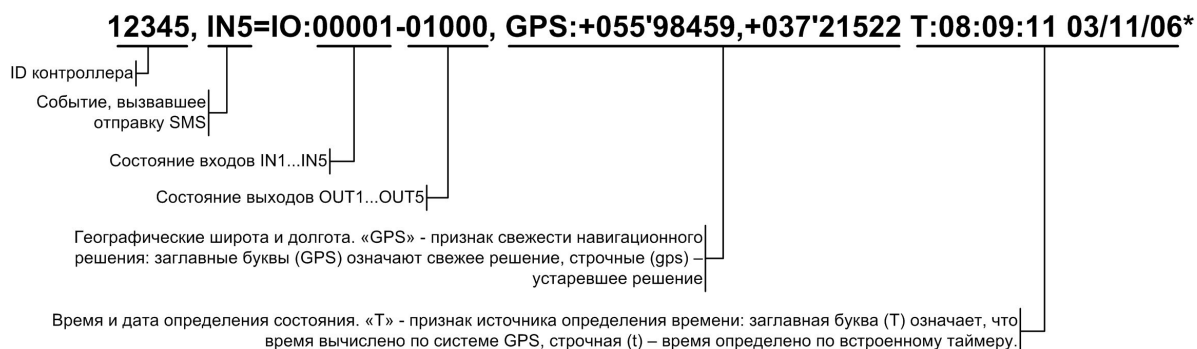 12345, IN5=IO:00001-01000, GPS:+055'98459,+037'21522 T:08:09:11 03/11/06*
ID контроллера
Событие, вызвавшее
отправку SMS
Состояние входов IN1...IN5
Состояние выходов OUT1...OUT5
Географические широта и долгота. «GPS» - признак свежести навигационного
решения: заглавные буквы (GPS) означают свежее решение, строчные (gps) –
устаревшее решение
Время и дата определения состояния. «T» - признак источника определения времени: заглавная буква (T) означает, что
время вычислено по системе GPS, строчная (t) – время определено по встроенному таймеру.